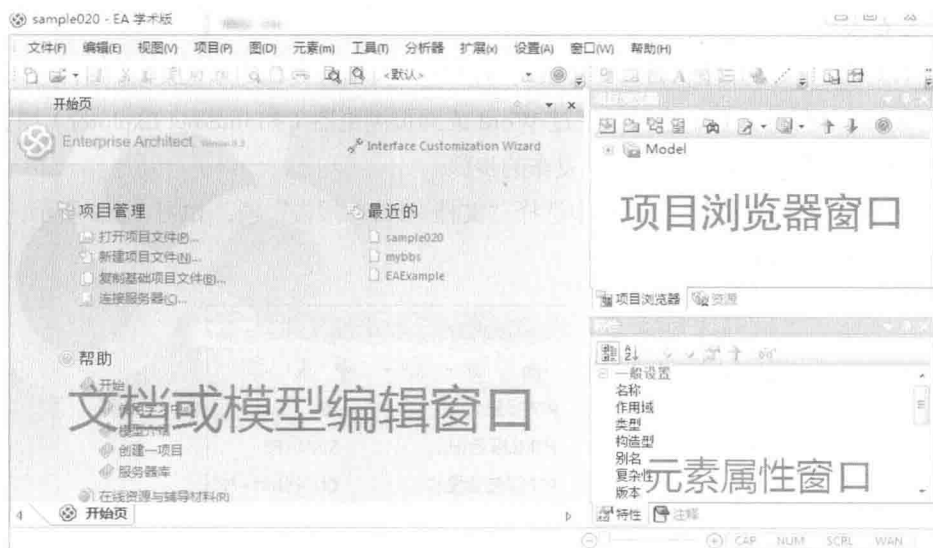 sample020 - EA 学术版
文件(F) 编辑(E) 视图(V) 项目(P) 图(D) 元素(m) 工具(T) 分析器 扩展(x) 设置(A) 窗口(W) 帮助(H)
<默认>
开始页
Enterprise Architect
Interface Customization Wizard
项目管理
打开项目文件(P)...
新建项目文件(N)...
复制基础项目文件(B)...
连接服务器(C)...
最近的
sample020
mybbs
EAExample
帮助
开始
模型介绍
创建一项目
服务器库
在线资源与辅导材料(R)
文档或模型编辑窗口
开始页
Model
项目浏览器窗口
项目浏览器 资源
一般设置
名称
作用域
类型
构造型
别名
复杂性
版本
元素属性窗口
特性 注释
CAP NUM SCRL WAN